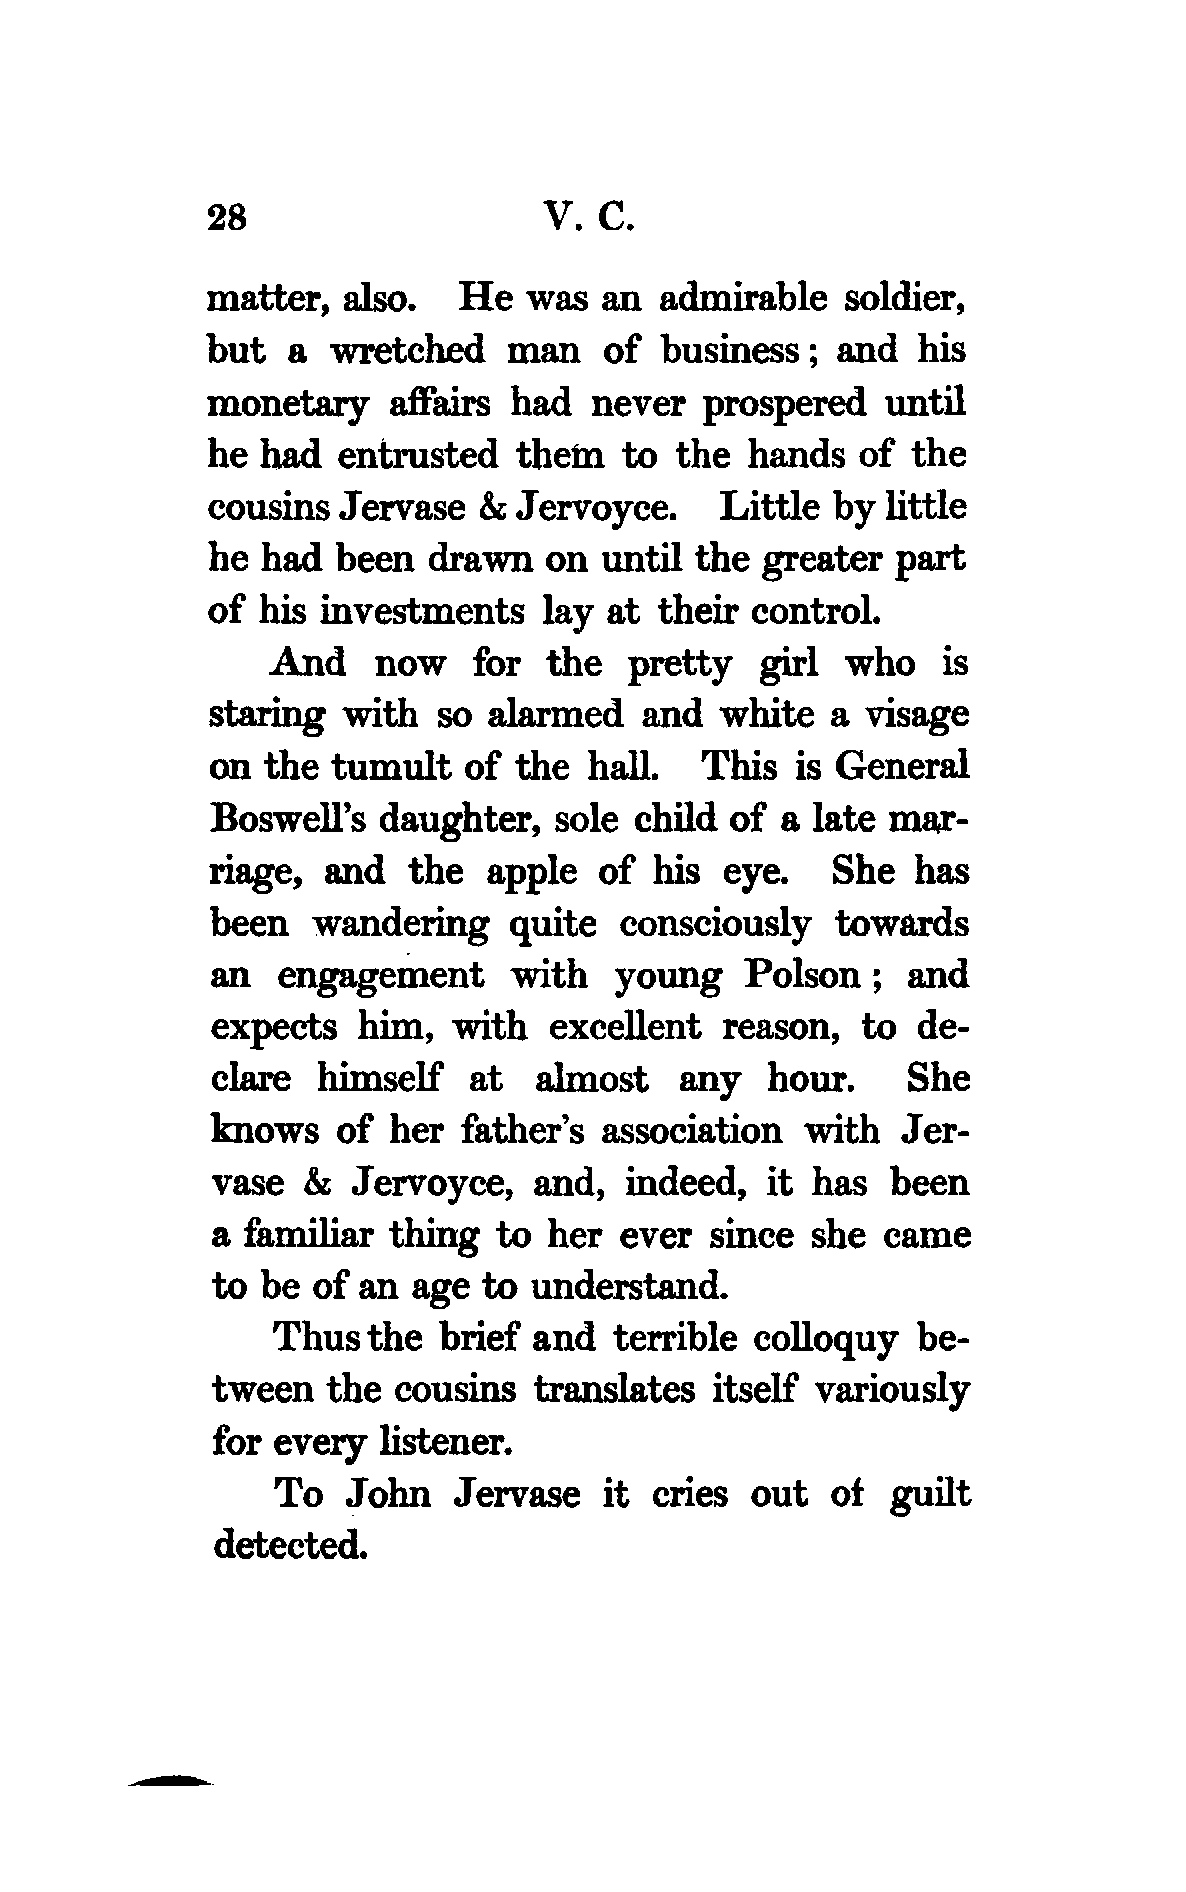 28 V. C.
matter, also. He was an admirable soldier,
but a wretched man of business; and his
monetary affairs had never prospered until
he had entrusted them to the hands of the
cousins Jervase & Jervoyce. Little by little
he had been drawn on until the greater part
of his investments lay at their control.
And now for the pretty girl who is
staring with so alarmed and white a visage
on the tumult of the hall. This is General
Boswell's daughter, sole child of a late mar-
riage, and the apple of his eye. She has
been wandering quite consciously towards
an engagement with young Polson; and
expects him, with excellent reason, to de-
clare himself at almost any hour. She
knows of her father's association with Jer-
vase & Jervoyce, and, indeed, it has been
a familiar thing to her ever since she came
to be of an age to understand.
Thus the brief and terrible colloquy be-
tween the cousins translates itself variously
for every listener.
To John Jervase it cries out of guilt
detected.